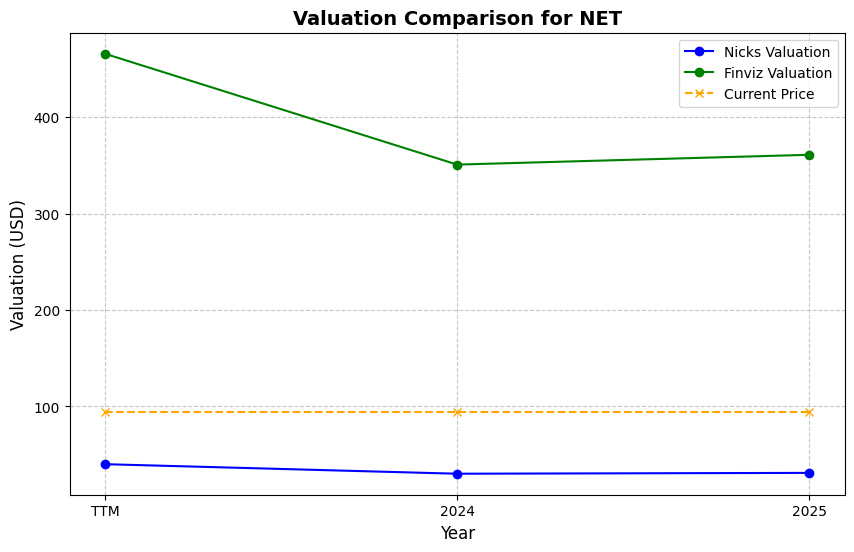 Valuation Comparison for NET
Nicks Valuation
Finviz Valuation
Current Price
Valuation (USD)
400
300
200
100
TTM
2024
2025
Year